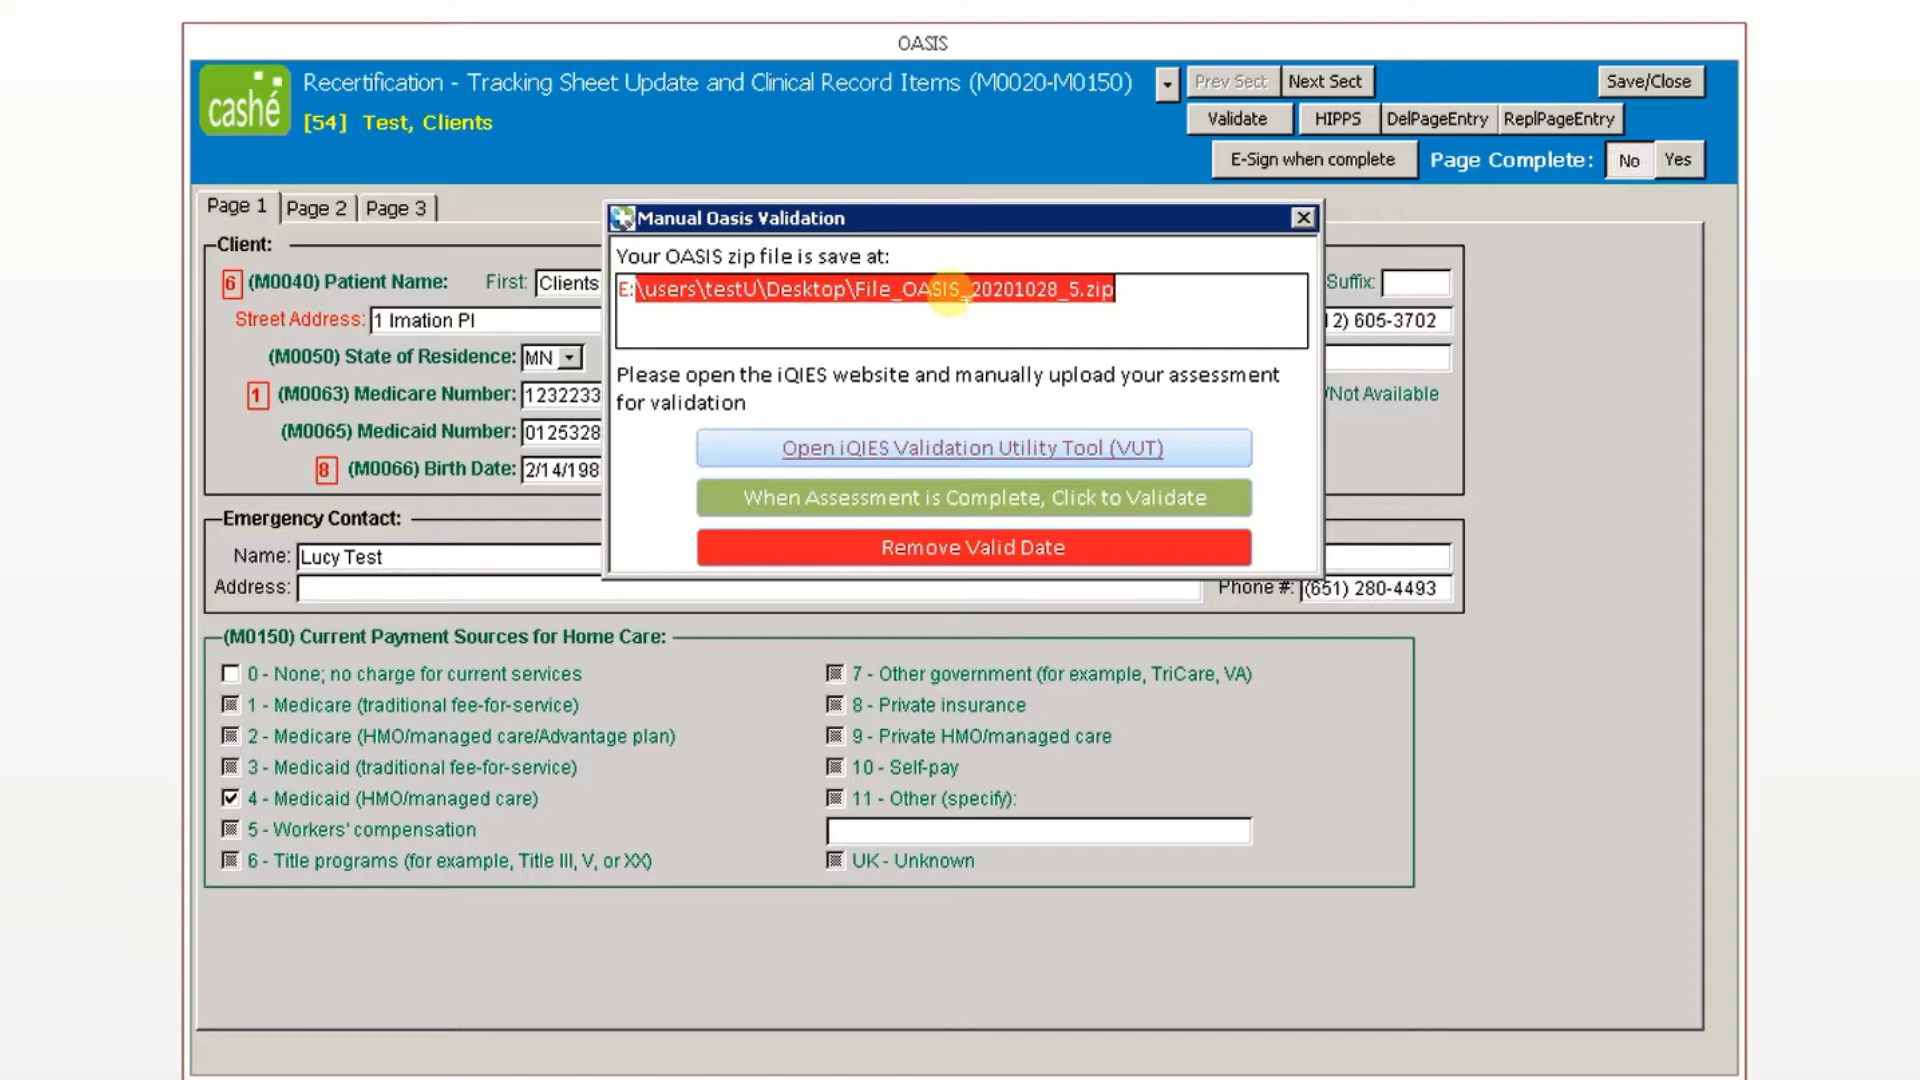 OASIS
cashé
Recertification - Tracking Sheet Update and Clinical Record Items (M0020-M0150)
Prev Sect
Next Sect
Save/Close
[54] Test, Clients
Validate
HIPPS
DelPageEntry
ReplPageEntry
E-Sign when complete
Page Complete:
No
Yes
Page 1
Page 2
Page 3
Manual Oasis Validation
Your OASIS zip file is save at:
E:\users\testU\Desktop\File_OASIS_20201028_5.zip
Please open the iQIES website and manually upload your assessment
for validation
Open iQIES Validation Utility Tool (VUT)
When Assessment is Complete, Click to Validate
Remove Valid Date
Client:
6 (M0040) Patient Name: First: Clients
Suffix:
Street Address: 1 Imation Pl
12) 605-3702
(M0050) State of Residence: MN
1 (M0063) Medicare Number: 1232233
/Not Available
(M0065) Medicaid Number: 0125328
8 (M0066) Birth Date: 2/14/198
Emergency Contact:
Name: Lucy Test
Address:
Phone #: (651) 280-4493
(M0150) Current Payment Sources for Home Care:
0 - None; no charge for current services
1 - Medicare (traditional fee-for-service)
2 - Medicare (HMO/managed care/Advantage plan)
3 - Medicaid (traditional fee-for-service)
4 - Medicaid (HMO/managed care)
5 - Workers' compensation
6 - Title programs (for example, Title III, V, or XX)
7 - Other government (for example, TriCare, VA)
8 - Private insurance
9 - Private HMO/managed care
10 - Self-pay
11 - Other (specify):
UK - Unknown